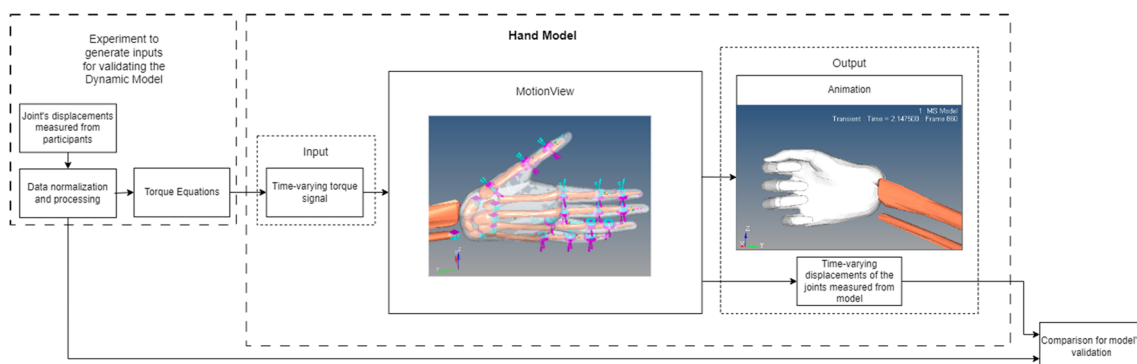 Experiment to
generate inputs
for validating the
Dynamic Model
Joint's displacements
measured from
participants
Data normalization
and processing
Torque Equations
Hand Model
Input
Time-varying torque
signal
MotionView
Output
Animation
1: MS Model
Transient Time = 2.147500 Frame 860
Time-varying
displacements of the
joints measured from
model
Comparison for model'
validation